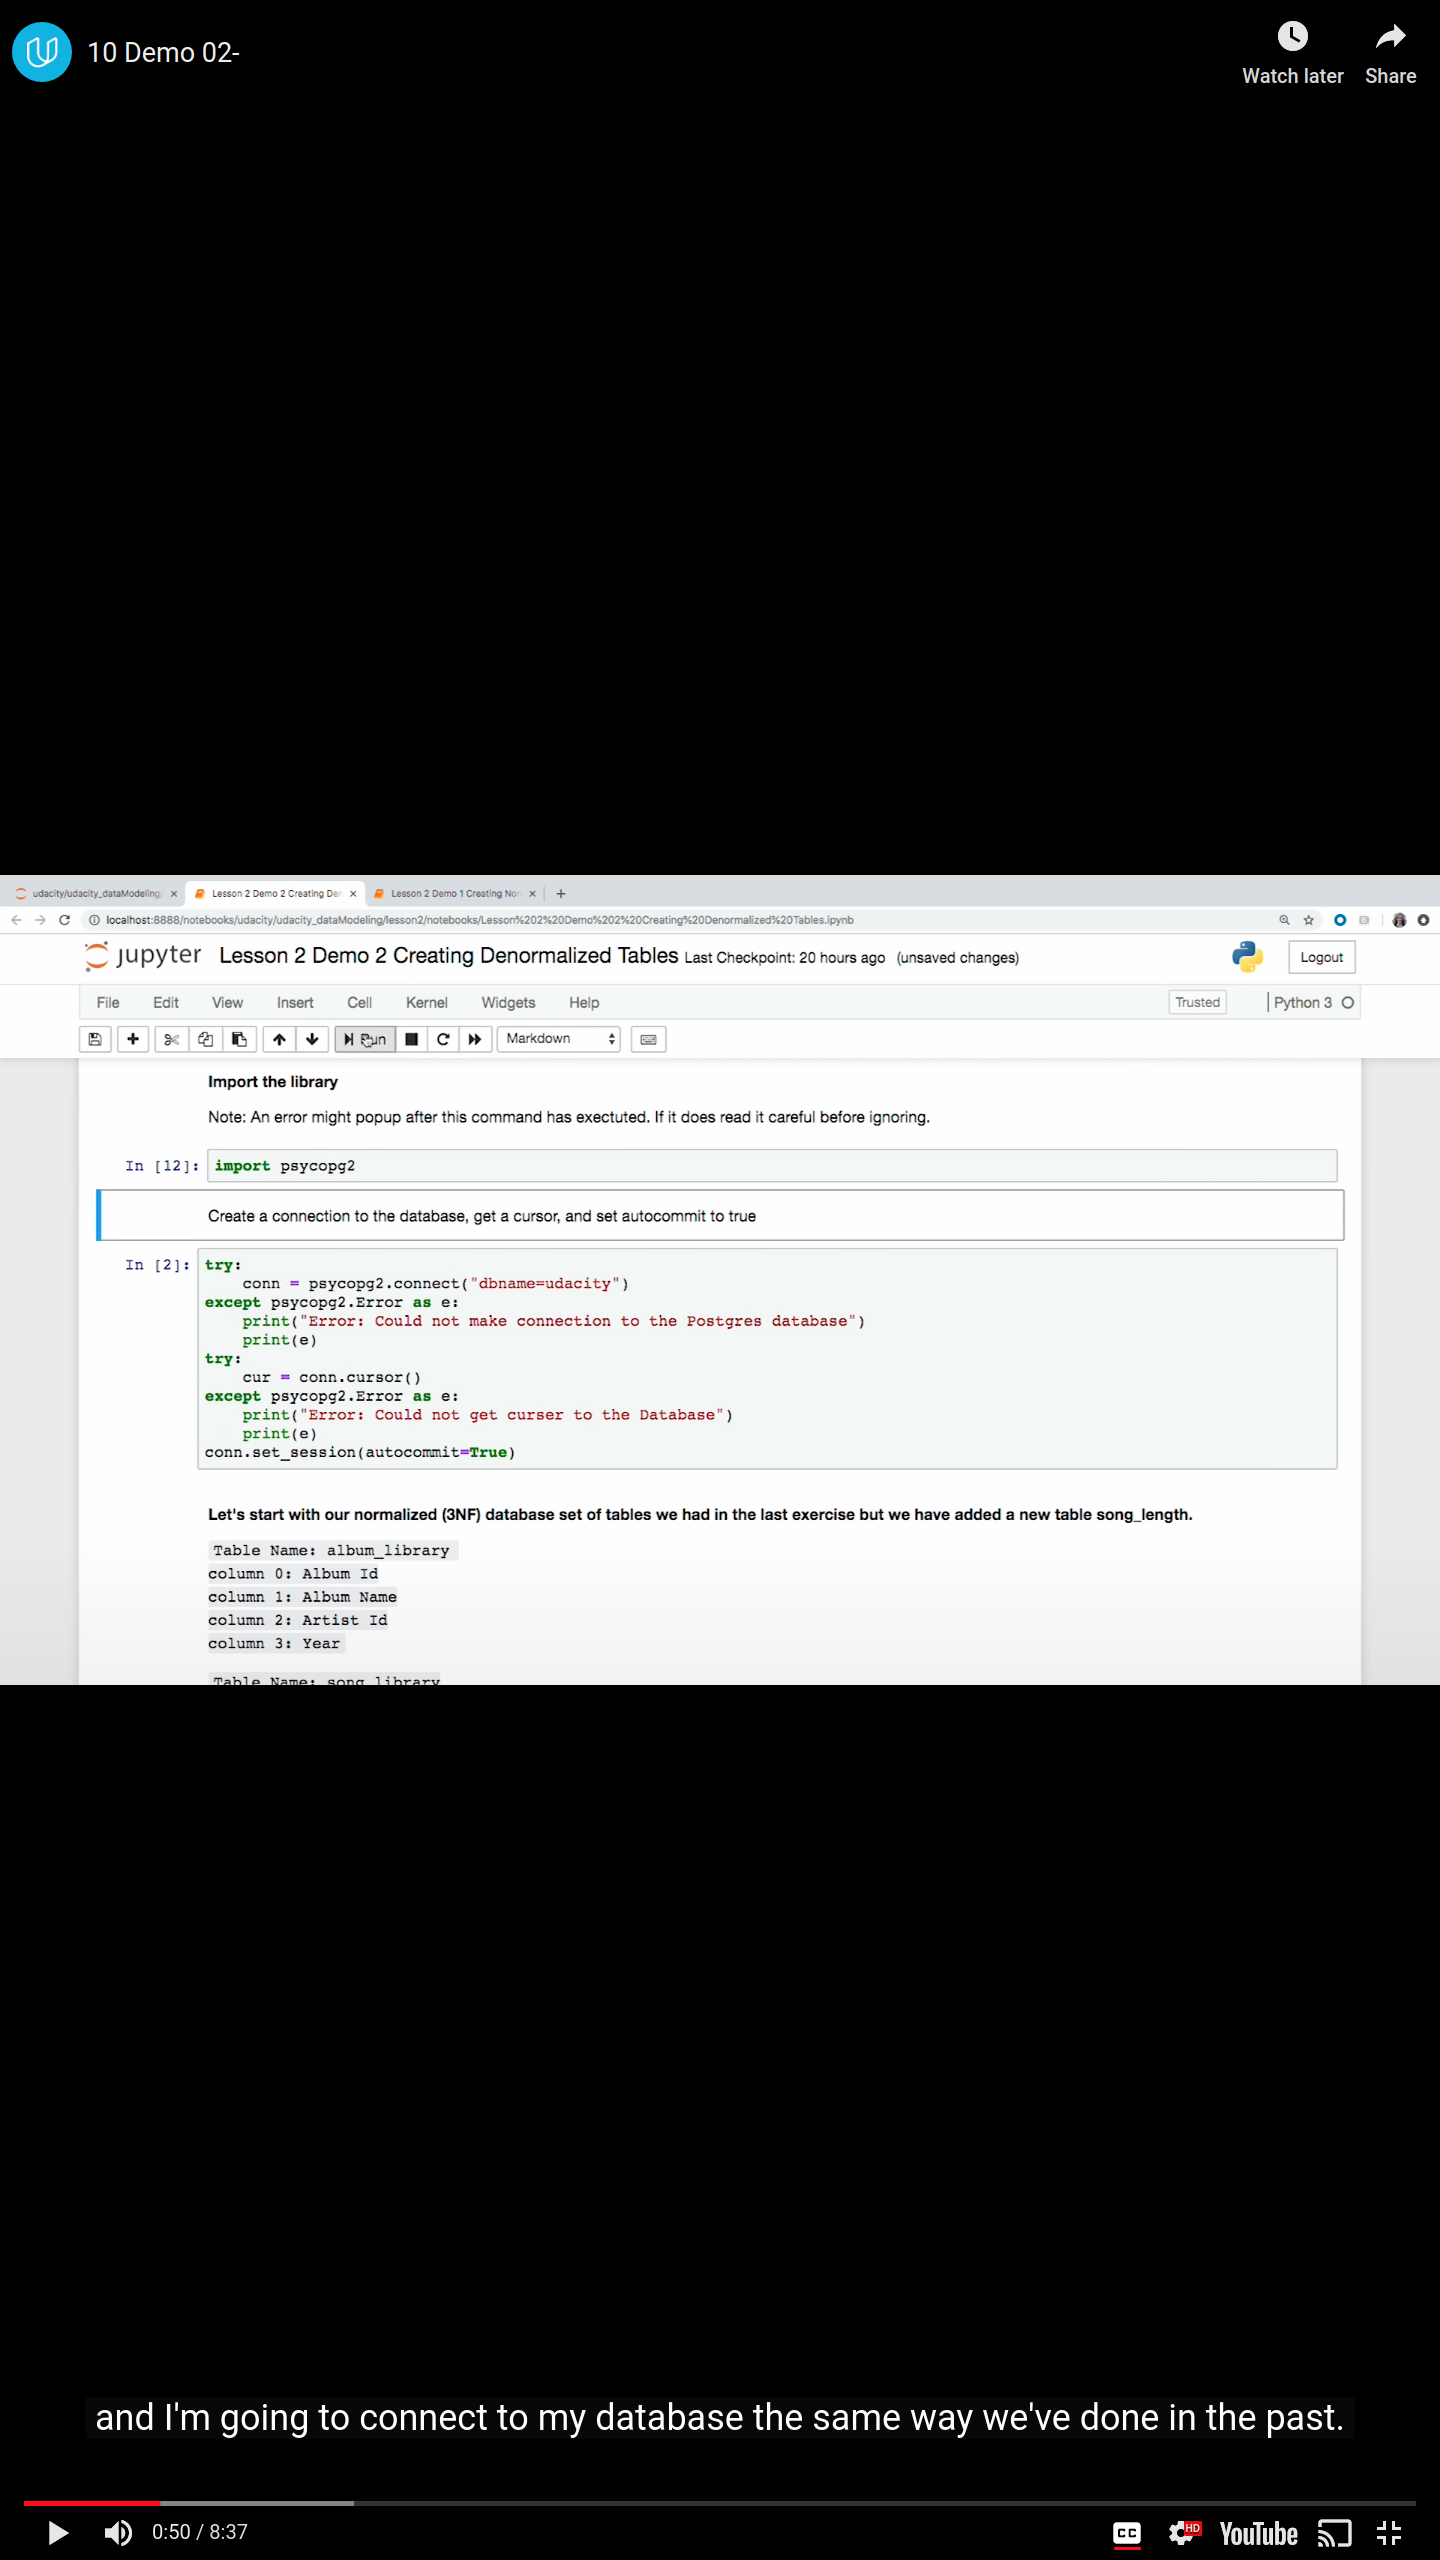 10 Demo 02-
Watch later
Share
udacity/udacity_dataModeling/
Lesson 2 Demo 2 Creating Den
Lesson 2 Demo 1 Creating Nor
localhost:8888/notebooks/udacity/udacity_dataModeling/lesson2/notebooks/Lesson%202%20Demo%202%20Creating%20Denormalized%20Tables.ipynb
jupyter Lesson 2 Demo 2 Creating Denormalized Tables Last Checkpoint: 20 hours ago (unsaved changes)
Logout
File Edit View Insert Cell Kernel Widgets Help
Trusted
Python 3
Run
Markdown
Import the library
Note: An error might popup after this command has exectuted. If it does read it careful before ignoring.
In [12]: import psycopg2
Create a connection to the database, get a cursor, and set autocommit to true
In [2]: try:
conn = psycopg2.connect("dbname=udacity")
except psycopg2.Error as e:
print("Error: Could not make connection to the Postgres database")
print(e)
try:
cur = conn.cursor()
except psycopg2.Error as e:
print("Error: Could not get curser to the Database")
print(e)
conn.set_session(autocommit=True)
Let's start with our normalized (3NF) database set of tables we had in the last exercise but we have added a new table song_length.
Table Name: album_library
column 0: Album Id
column 1: Album Name
column 2: Artist Id
column 3: Year
Table Name: song_library
and I'm going to connect to my database the same way we've done in the past.
0:50 / 8:37
CC
HD
YouTube